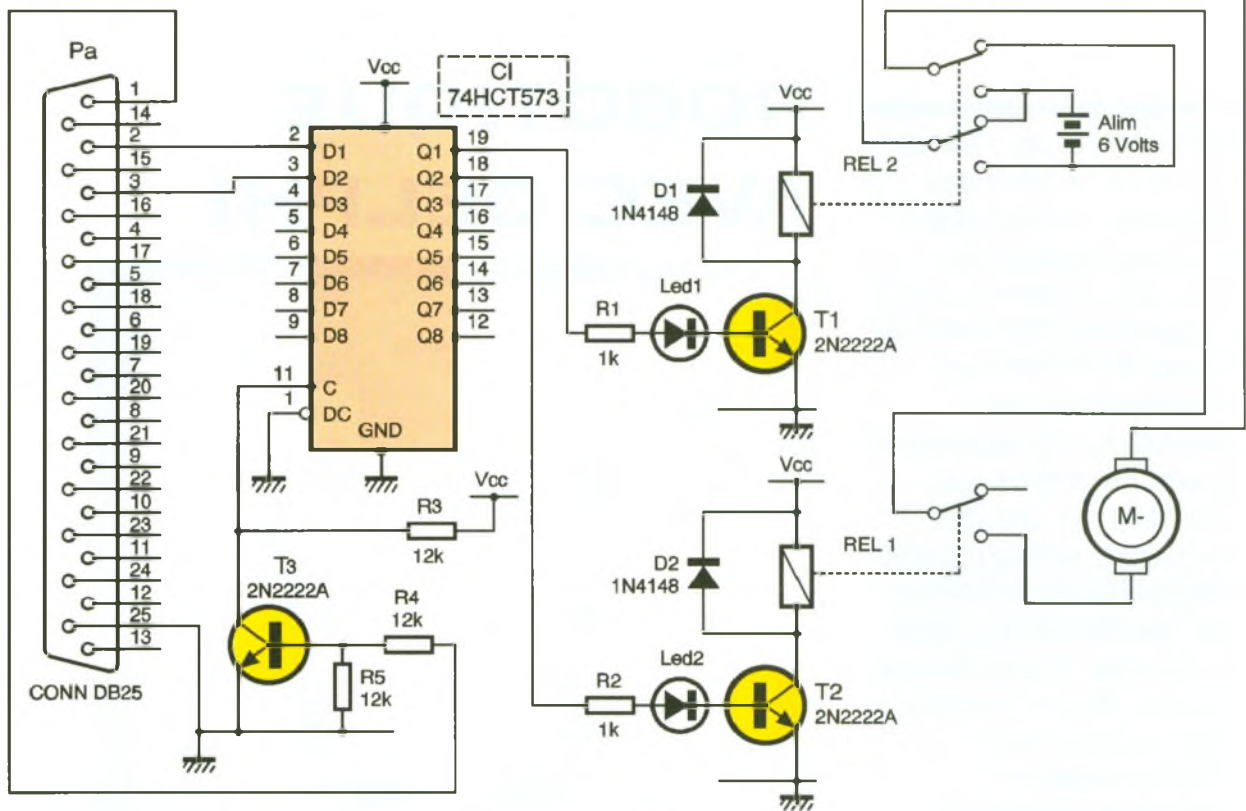 Pa
1
14
2
15
3
16
4
17
5
18
6
19
7
20
8
21
9
22
10
23
11
24
12
25
13
CONN DB25
Vcc
CI
74HCT573
2
D1
Q1
19
3
D2
Q2
18
4
D3
Q3
17
5
D4
Q4
16
6
D5
Q5
15
7
D6
Q6
14
8
D7
Q7
13
9
D8
Q8
12
11
C
1
DC
GND
Vcc
R3
12k
T3
2N2222A
R4
12k
R5
12k
Vcc
D1
1N4148
REL 2
Alim
6 Volts
Led1
R1
1k
T1
2N2222A
Vcc
D2
1N4148
REL 1
M-
Led2
R2
1k
T2
2N2222A